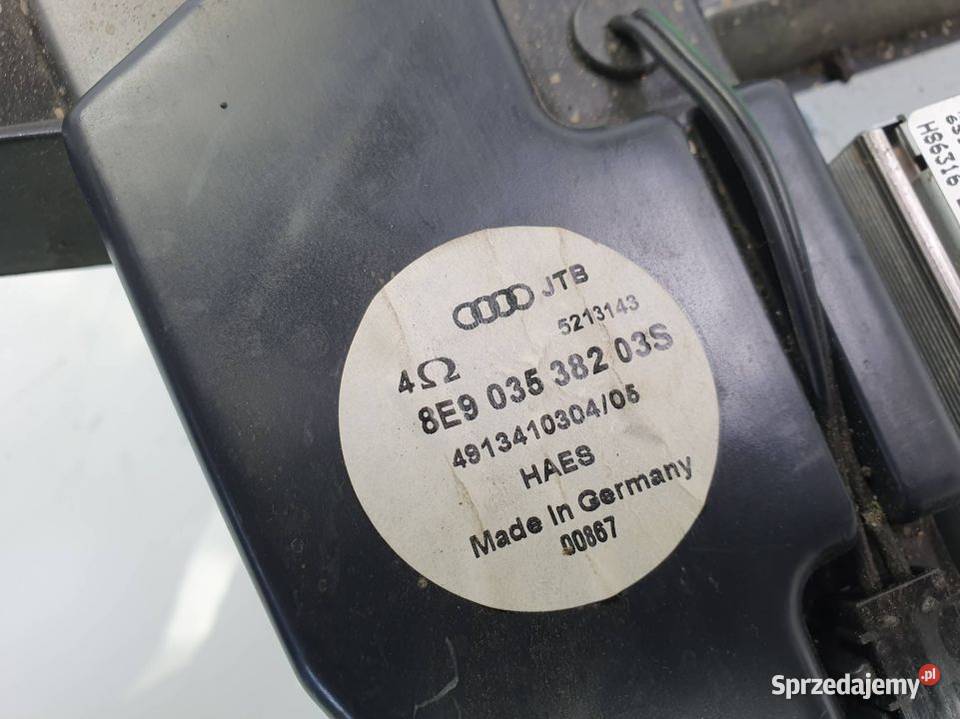 JTB
5213143
4Ω
8E9 035 382 03S
4913410304/05
HAES
Made In Germany
00867
HS6316
Sprzedajemy.pl